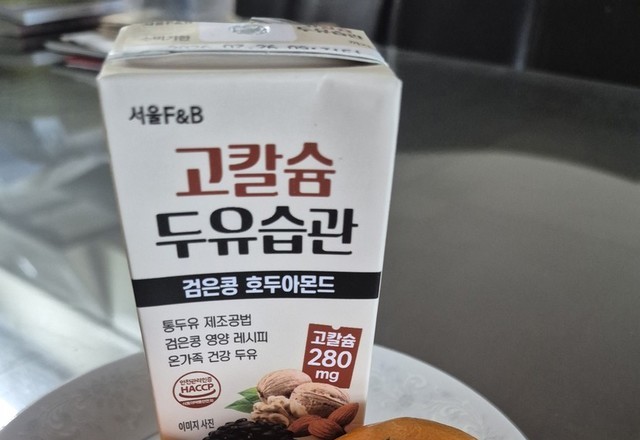 서울F&B
고칼슘
두유습관
검은콩 호두아몬드
통두유 제조공법
검은콩 영양 레시피
온가족 건강 두유
고칼슘
280
mg
HACCP
이미지 사진